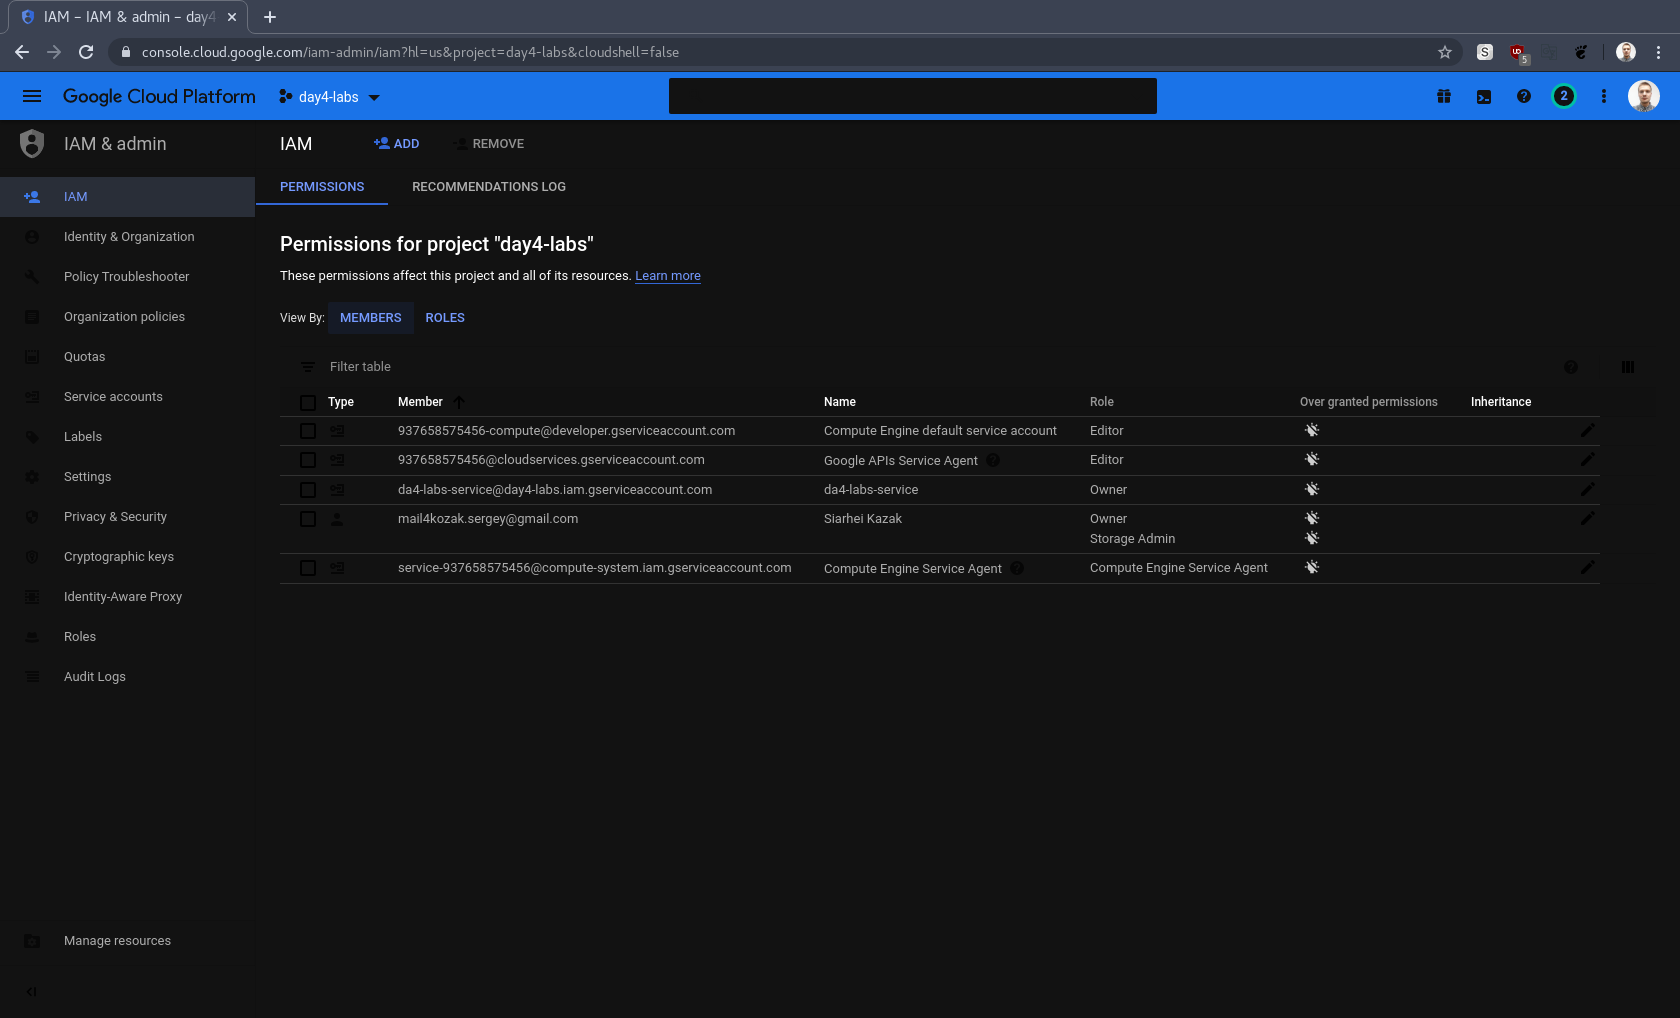 IAM – IAM & admin – day4
console.cloud.google.com/iam-admin/iam?hl=us&project=day4-labs&cloudshell=false
S
UD
5
Google Cloud Platform
day4-labs
2
IAM & admin
IAM
ADD
REMOVE
PERMISSIONS
RECOMMENDATIONS LOG
IAM
Identity & Organization
Policy Troubleshooter
Organization policies
Quotas
Service accounts
Labels
Settings
Privacy & Security
Cryptographic keys
Identity-Aware Proxy
Roles
Audit Logs
Manage resources
Permissions for project "day4-labs"
These permissions affect this project and all of its resources. Learn more
View By: MEMBERS ROLES
Filter table
Type Member Name Role Over granted permissions Inheritance
937658575456-compute@developer.gserviceaccount.com Compute Engine default service account Editor
937658575456@cloudservices.gserviceaccount.com Google APIs Service Agent Editor
da4-labs-service@day4-labs.iam.gserviceaccount.com da4-labs-service Owner
mail4kozak.sergey@gmail.com Siarhei Kazak Owner
Storage Admin
service-937658575456@compute-system.iam.gserviceaccount.com Compute Engine Service Agent Compute Engine Service Agent